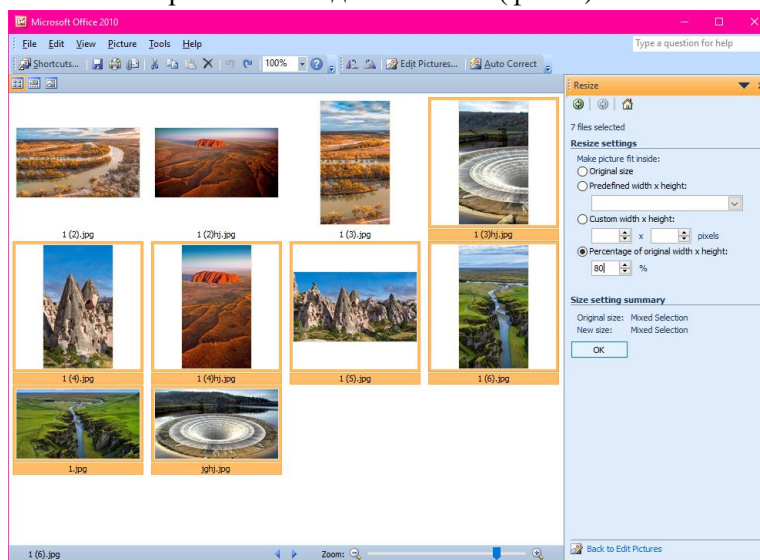 Microsoft Office 2010
File Edit View Picture Tools Help
Type a question for help
Shortcuts... 100% Edit Pictures... Auto Correct
Resize
7 files selected
Resize settings
Make picture fit inside:
Original size
Predefined width x height:
Custom width x height:
x pixels
Percentage of original width x height:
80 %
Size setting summary
Original size: Mixed Selection
New size: Mixed Selection
OK
1 (2).jpg
1 (2)hj.jpg
1 (3).jpg
1 (3)hj.jpg
1 (4).jpg
1 (4)hj.jpg
1 (5).jpg
1 (6).jpg
1.jpg
jghj.jpg
Back to Edit Pictures
1 (6).jpg
Zoom: